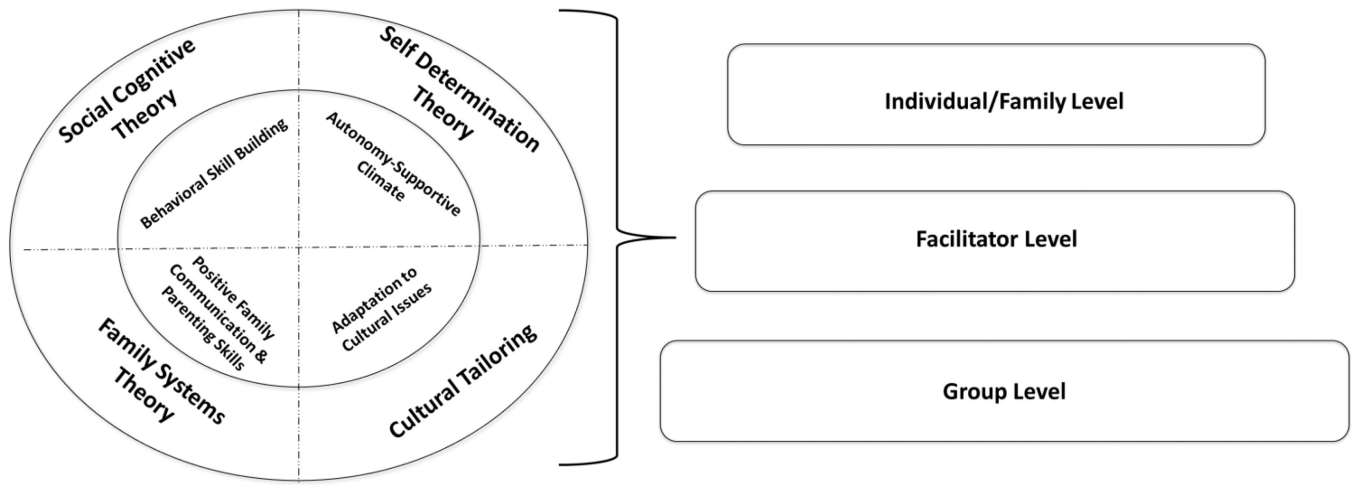 Social Cognitive
Theory
Self Determination
Theory
Behavioral Skill Building
Autonomy-Supportive
Climate
Positive Family
Communication &
Parenting Skills
Adaptation to
Cultural Issues
Family Systems
Theory
Cultural Tailoring
Individual/Family Level
Facilitator Level
Group Level